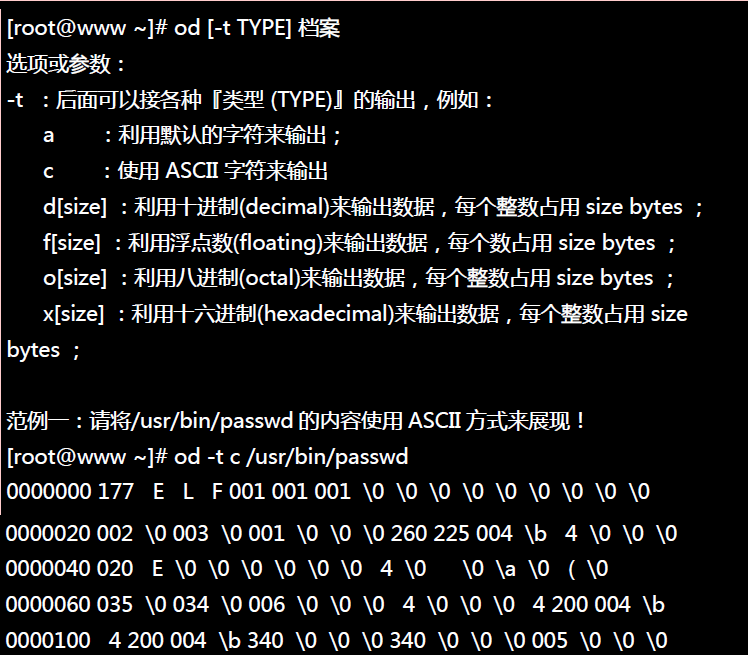 [root@www ~]# od [-t TYPE] 档案
选项或参数：
-t ：后面可以接各种『类型 (TYPE)』的输出，例如：
a ：利用默认的字符来输出；
c ：使用 ASCII 字符来输出
d[size] ：利用十进制(decimal)来输出数据，每个整数占用 size bytes ；
f[size] ：利用浮点数(floating)来输出数据，每个数占用 size bytes ；
o[size] ：利用八进制(octal)来输出数据，每个整数占用 size bytes ；
x[size] ：利用十六进制(hexadecimal)来输出数据，每个整数占用 size
bytes ；
范例一：请将/usr/bin/passwd 的内容使用 ASCII 方式来展现！
[root@www ~]# od -t c /usr/bin/passwd
0000000 177 E L F 001 001 001 \0 \0 \0 \0 \0 \0 \0 \0 \0
0000020 002 \0 003 \0 001 \0 \0 \0 260 225 004 \b 4 \0 \0 \0
0000040 020 E \0 \0 \0 \0 \0 \0 4 \0 \0 \a \0 ( \0
0000060 035 \0 034 \0 006 \0 \0 \0 4 \0 \0 \0 4 200 004 \b
0000100 4 200 004 \b 340 \0 \0 \0 340 \0 \0 \0 005 \0 \0 \0